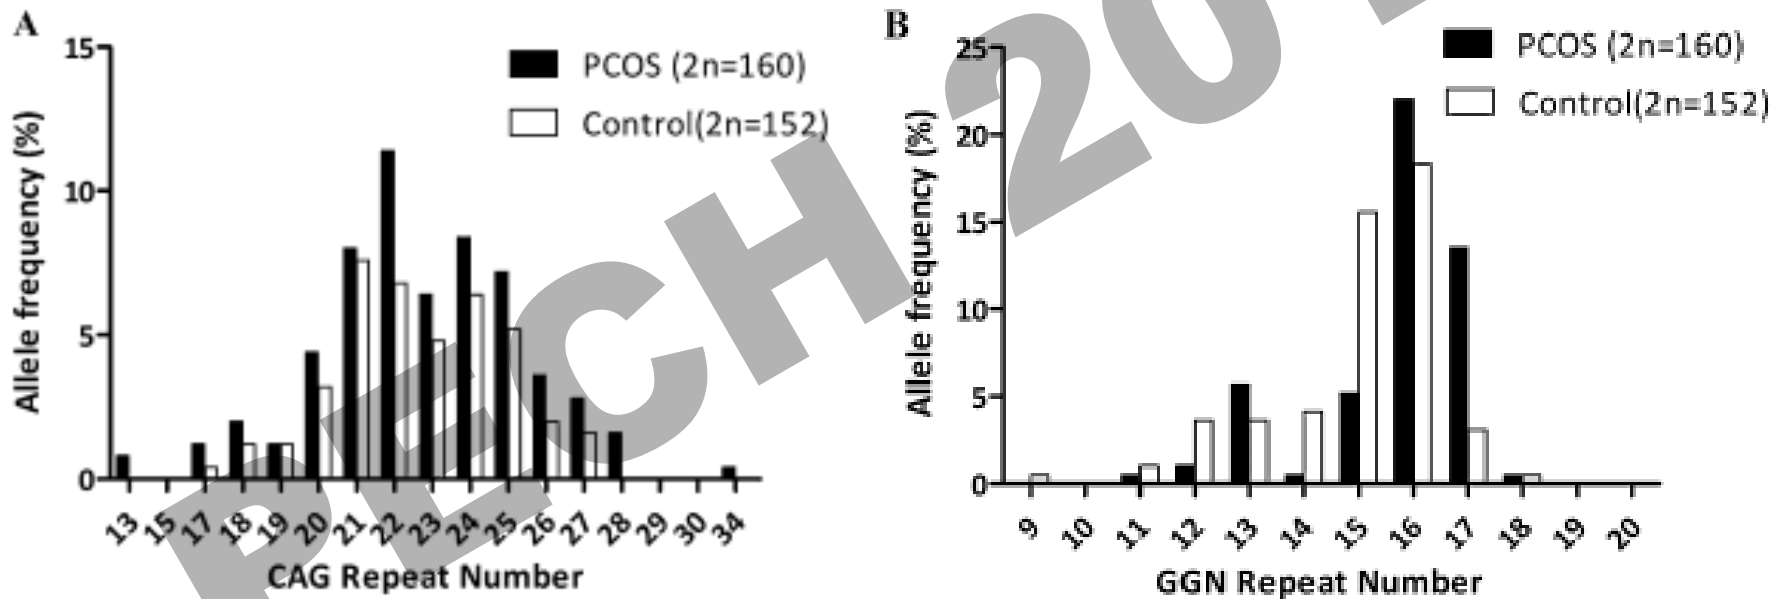 A
15
10
5
0
Allele frequency (%)
PCOS (2n=160)
Control(2n=152)
13 15 17 18 19 20 21 22 23 24 25 26 27 28 29 30 34
CAG Repeat Number
B
25
20
15
10
5
0
Allele frequency (%)
PCOS (2n=160)
Control(2n=152)
9 10 11 12 13 14 15 16 17 18 19 20
GGN Repeat Number
PECH 20